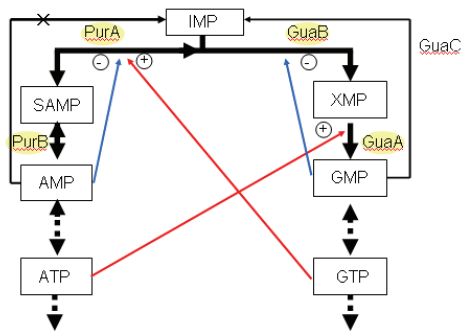 IMP
PurA
GuaB
GuaC
-
+
-
SAMP
XMP
+
PurB
GuaA
AMP
GMP
ATP
GTP